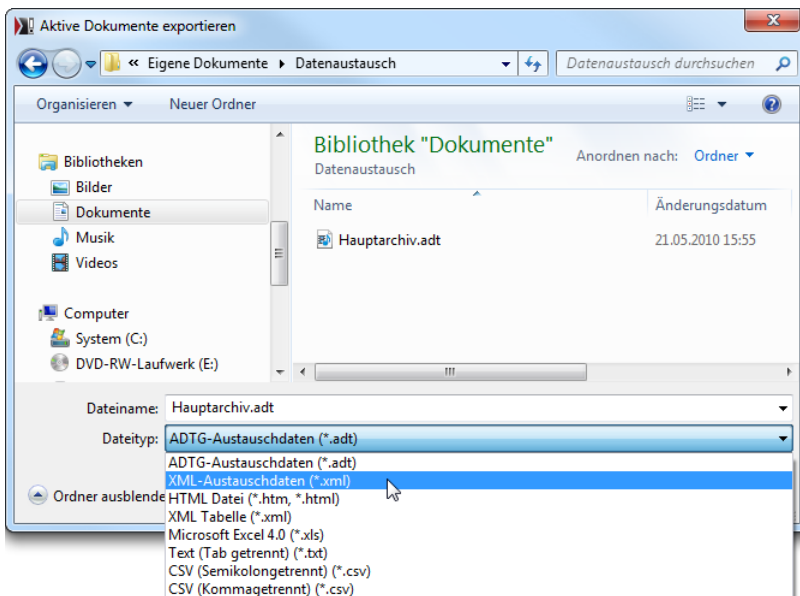 Aktive Dokumente exportieren
« Eigene Dokumente Datenaustausch
Datenaustausch durchsuchen
Organisieren Neuer Ordner
Bibliotheken
Bilder
Dokumente
Musik
Videos
Computer
System (C:)
DVD-RW-Laufwerk (E:)
Bibliothek "Dokumente"
Datenaustausch
Anordnen nach: Ordner
Name Änderungsdatum
Hauptarchiv.adt 21.05.2010 15:55
Dateiname: Hauptarchiv.adt
Dateityp: ADTG-Austauschdaten (*.adt)
ADTG-Austauschdaten (*.adt)
XML-Austauschdaten (*.xml)
HTML Datei (*.htm, *.html)
XML Tabelle (*.xml)
Microsoft Excel 4.0 (*.xls)
Text (Tab getrennt) (*.txt)
CSV (Semikolongetrennt) (*.csv)
CSV (Kommagetrennt) (*.csv)
Ordner ausblende